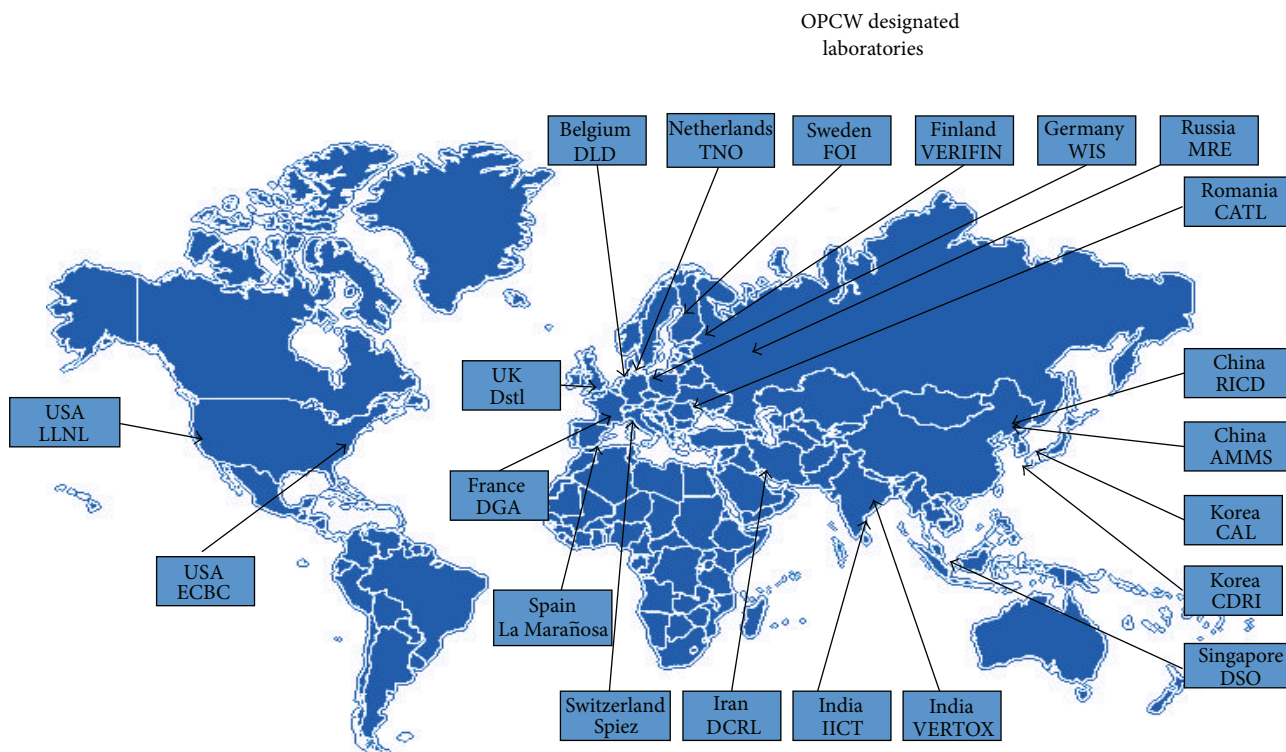 OPCW designated
laboratories
Belgium
DLD
Netherlands
TNO
Sweden
FOI
Finland
VERIFIN
Germany
WIS
Russia
MRE
Romania
CATL
UK
Dstl
China
RICD
USA
LLNL
China
AMMS
France
DGA
Korea
CAL
USA
ECBC
Korea
CDRI
Spain
La Marañosa
Singapore
DSO
Switzerland
Spiez
Iran
DCRL
India
IICT
India
VERTOX